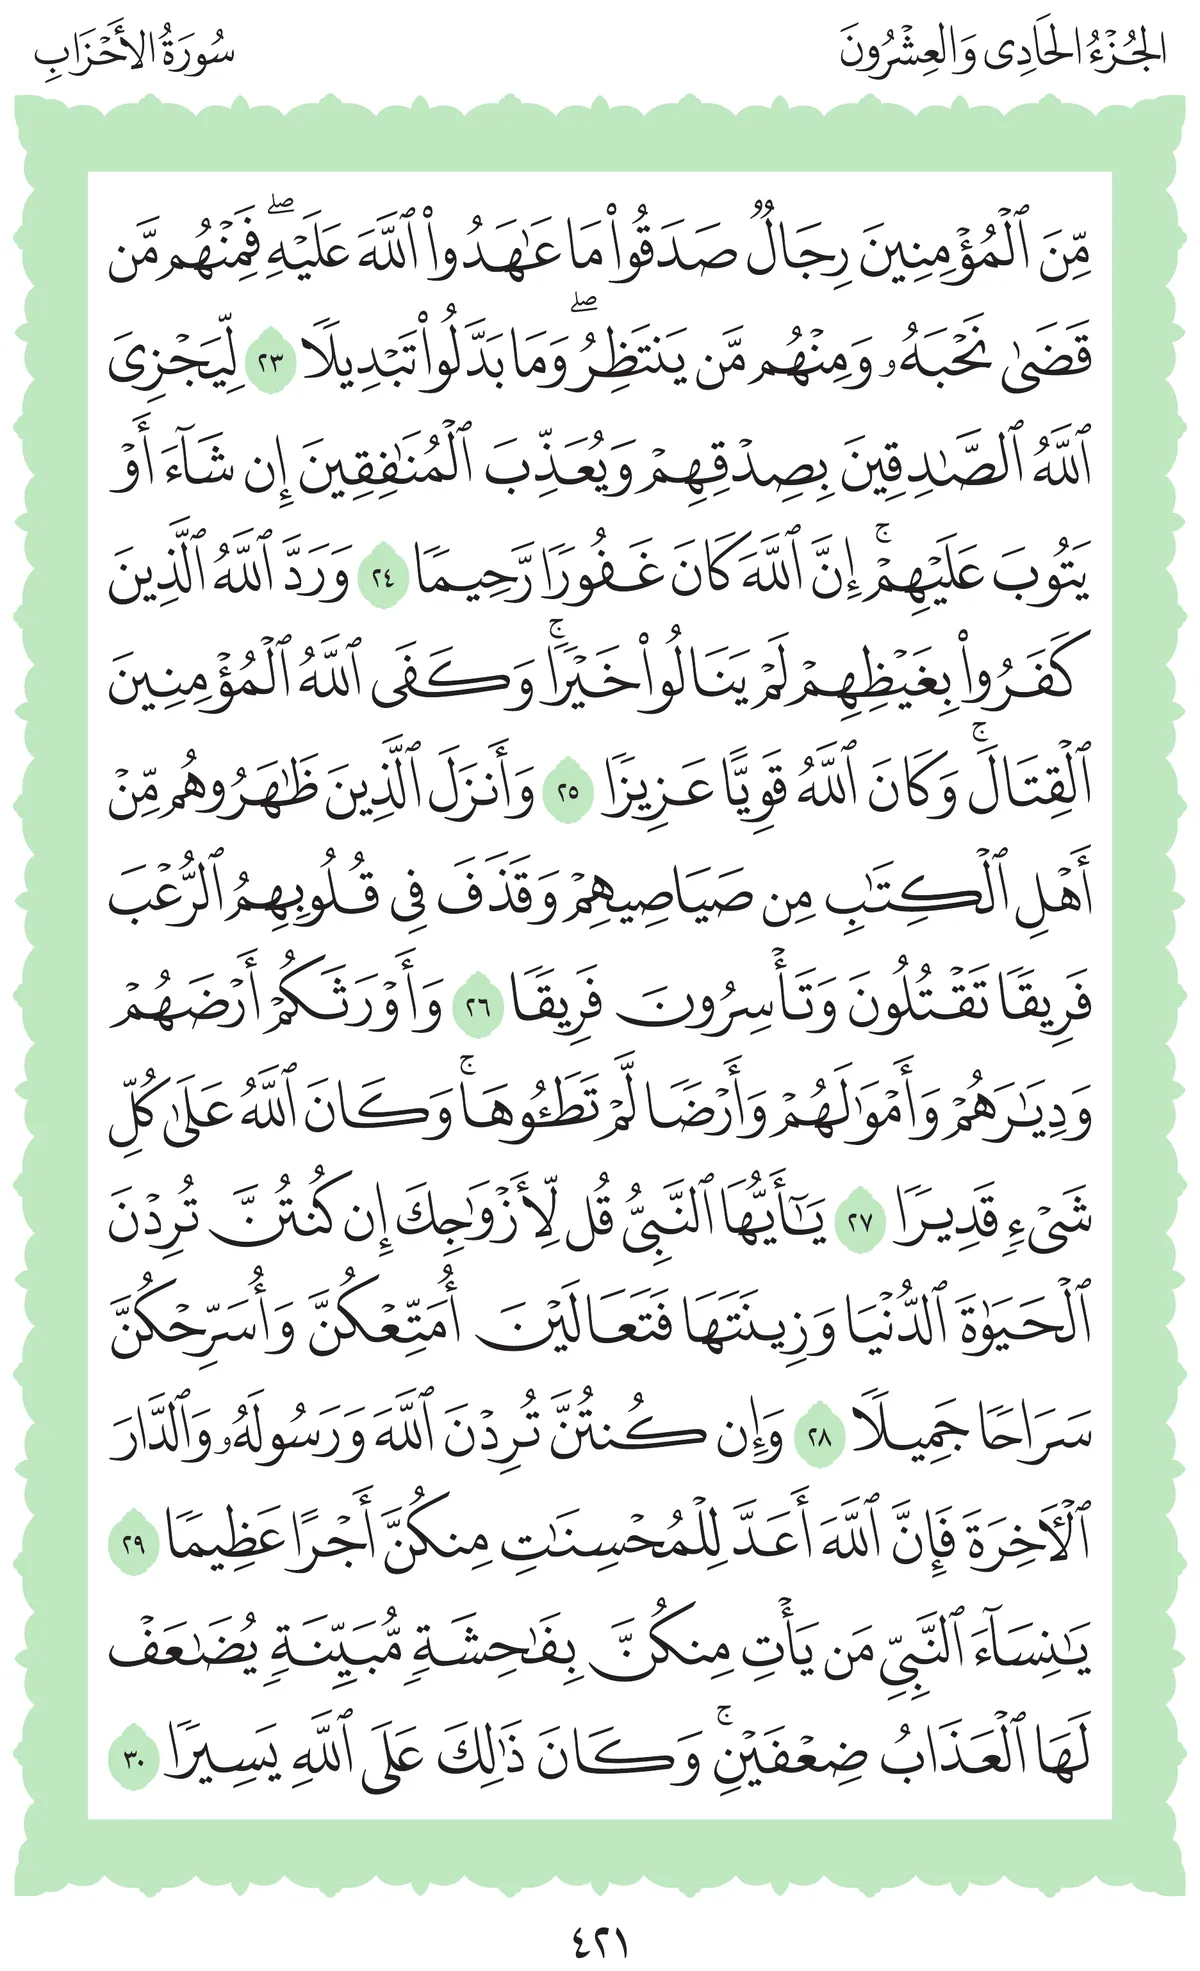 الجُزْءُ الحَادِى وَالعِشْرُونَ
سُورَةُ الأَحْزَابِ
مِّنَ ٱلْمُؤْمِنِينَ رِجَالٌ صَدَقُوا۟ مَا عَـٰهَدُوا۟ ٱللَّهَ عَلَيْهِ ۖ فَمِنْهُم مَّن
قَضَىٰ نَحْبَهُۥ وَمِنْهُم مَّن يَنتَظِرُ ۖ وَمَا بَدَّلُوا۟ تَبْدِيلًا ٢٣ لِّيَجْزِىَ
ٱللَّهُ ٱلصَّـٰدِقِينَ بِصِدْقِهِمْ وَيُعَذِّبَ ٱلْمُنَـٰفِقِينَ إِن شَآءَ أَوْ
يَتُوبَ عَلَيْهِمْ ۚ إِنَّ ٱللَّهَ كَانَ غَفُورًا رَّحِيمًا ٢٤ وَرَدَّ ٱللَّهُ ٱلَّذِينَ
كَفَرُوا۟ بِغَيْظِهِمْ لَمْ يَنَالُوا۟ خَيْرًا ۚ وَكَفَى ٱللَّهُ ٱلْمُؤْمِنِينَ
ٱلْقِتَالَ ۚ وَكَانَ ٱللَّهُ قَوِيًّا عَزِيزًا ٢٥ وَأَنزَلَ ٱلَّذِينَ ظَـٰهَرُوهُم مِّنْ
أَهْلِ ٱلْكِتَـٰبِ مِن صَيَاصِيهِمْ وَقَذَفَ فِى قُلُوبِهِمُ ٱلرُّعْبَ
فَرِيقًا تَقْتُلُونَ وَتَأْسِرُونَ فَرِيقًا ٢٦ وَأَوْرَثَكُمْ أَرْضَهُمْ
وَدِيَـٰرَهُمْ وَأَمْوَٰلَهُمْ وَأَرْضًا لَّمْ تَطَـُٔوهَا ۚ وَكَانَ ٱللَّهُ عَلَىٰ كُلِّ
شَىْءٍ قَدِيرًا ٢٧ يَـٰٓأَيُّهَا ٱلنَّبِىُّ قُل لِّأَزْوَٰجِكَ إِن كُنتُنَّ تُرِدْنَ
ٱلْحَيَوٰةَ ٱلدُّنْيَا وَزِينَتَهَا فَتَعَالَيْنَ أُمَتِّعْكُنَّ وَأُسَرِّحْكُنَّ
سَرَاحًا جَمِيلًا ٢٨ وَإِن كُنتُنَّ تُرِدْنَ ٱللَّهَ وَرَسُولَهُۥ وَٱلدَّارَ
ٱلْـَٔاخِرَةَ فَإِنَّ ٱللَّهَ أَعَدَّ لِلْمُحْسِنَـٰتِ مِنكُنَّ أَجْرًا عَظِيمًا ٢٩
يَـٰنِسَآءَ ٱلنَّبِىِّ مَن يَأْتِ مِنكُنَّ بِفَـٰحِشَةٍ مُّبَيِّنَةٍ يُضَـٰعَفْ
لَهَا ٱلْعَذَابُ ضِعْفَيْنِ ۚ وَكَانَ ذَٰلِكَ عَلَى ٱللَّهِ يَسِيرًا ٣٠
٤٢١